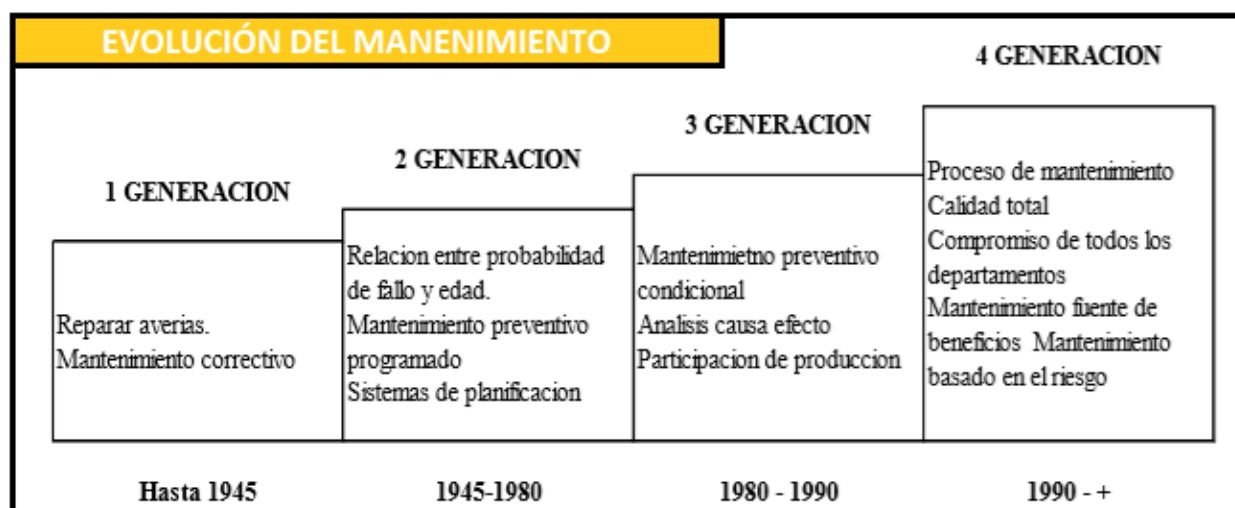 EVOLUCIÓN DEL MANENIMIENTO
1 GENERACION
Reparar averias.
Mantenimiento correctivo
Hasta 1945
2 GENERACION
Relacion entre probabilidad
de fallo y edad.
Mantenimiento preventivo
programado
Sistemas de planificacion
1945-1980
3 GENERACION
Mantenimietno preventivo
condicional
Analisis causa efecto
Participacion de produccion
1980 - 1990
4 GENERACION
Proceso de mantenimiento
Calidad total
Compromiso de todos los
departamentos
Mantenimiento fuente de
beneficios Mantenimiento
basado en el riesgo
1990 - +